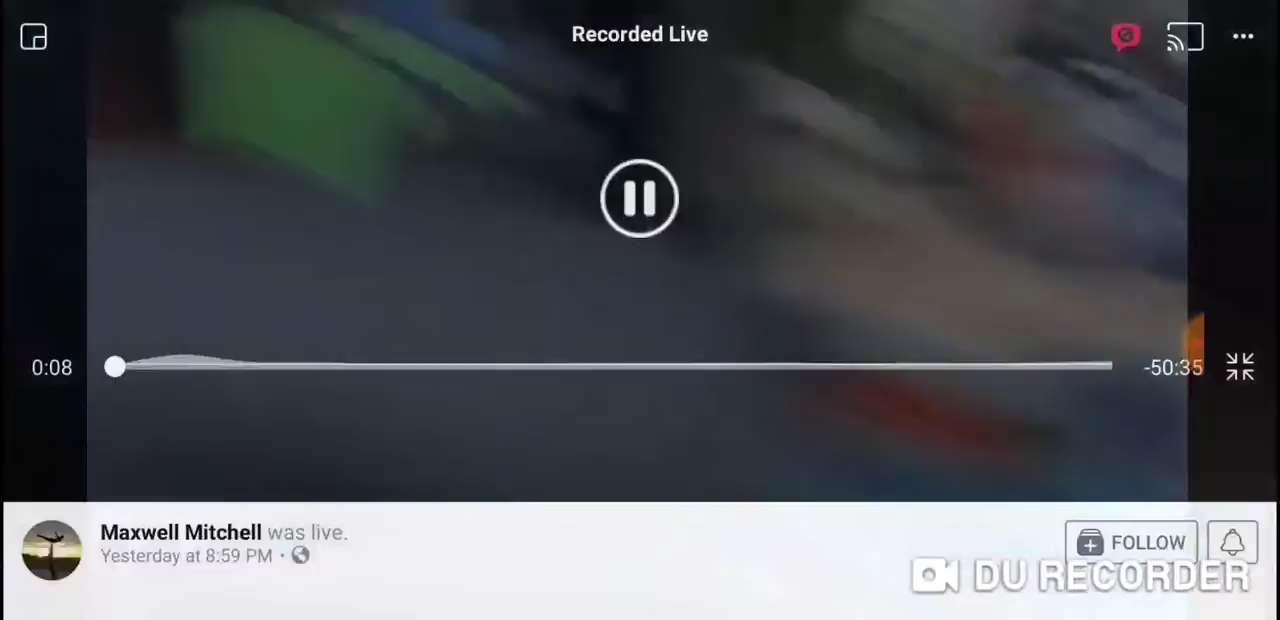 Recorded Live
0:08
-50:35
Maxwell Mitchell was live.
Yesterday at 8:59 PM ·
FOLLOW
DU RECORDER